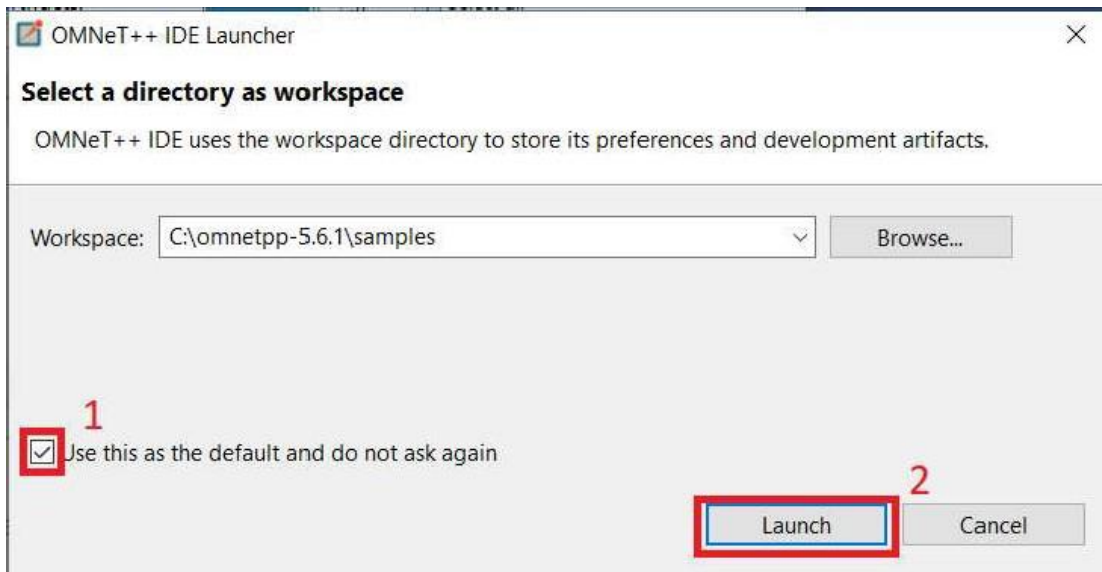 OMNeT++ IDE Launcher
Select a directory as workspace
OMNeT++ IDE uses the workspace directory to store its preferences and development artifacts.
Workspace: C:\omnetpp-5.6.1\samples Browse...
1
Use this as the default and do not ask again
2
Launch Cancel